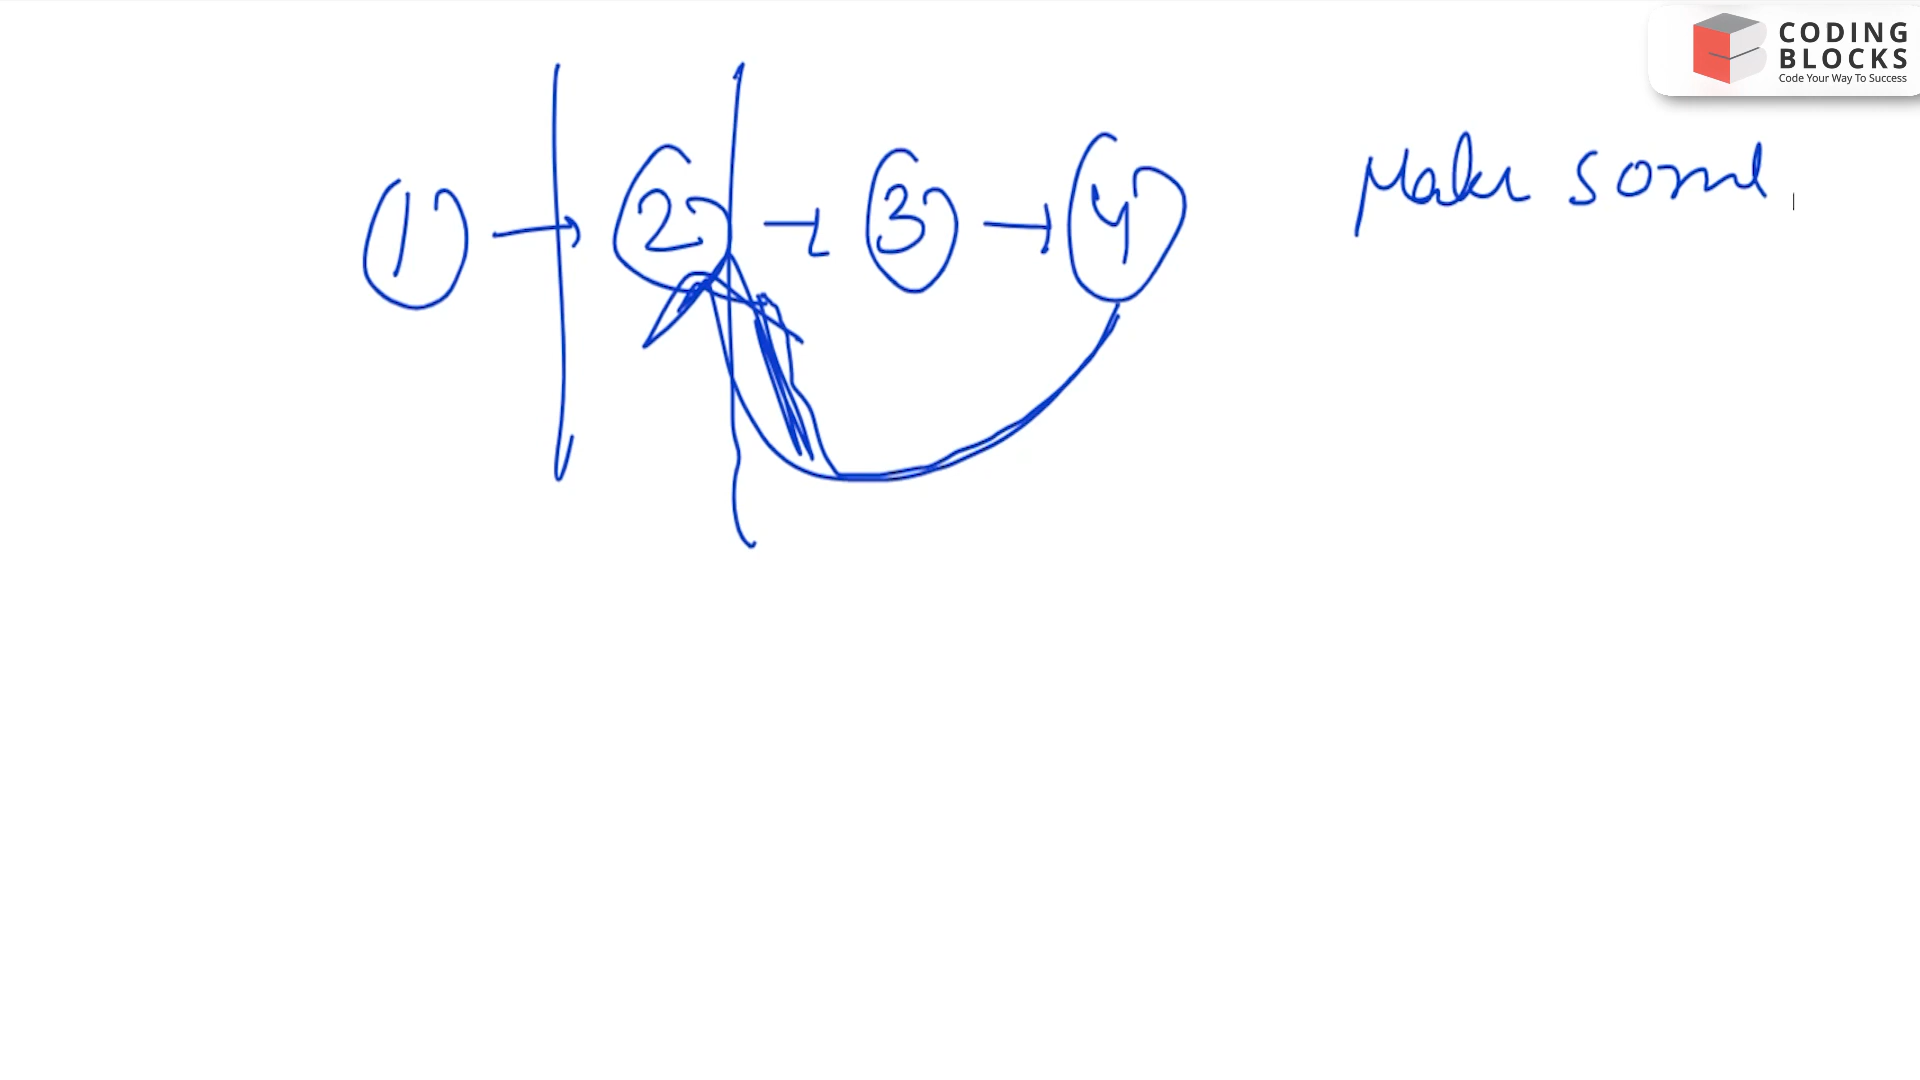 CODING
BLOCKS
Code Your Way To Success
1 → 2 → 3 → 4
Make some